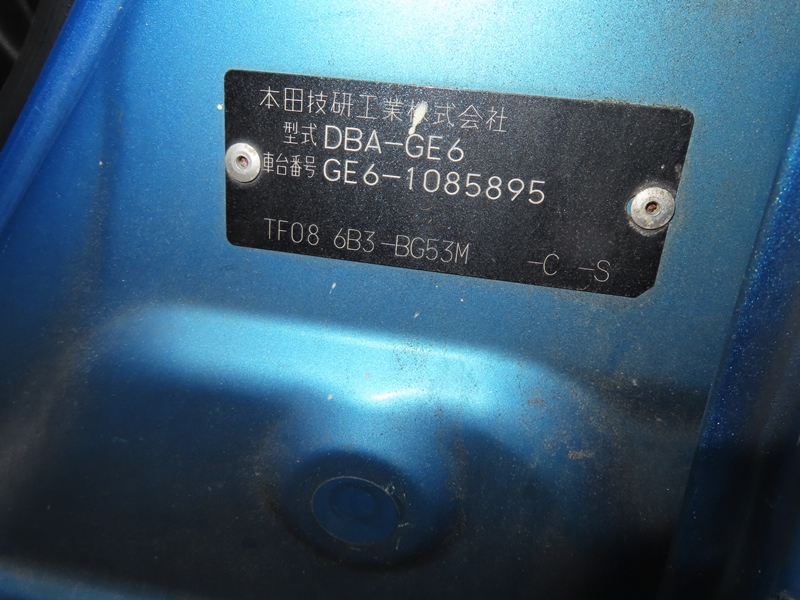 本田技研工業株式会社
型式 DBA-GE6
車台番号 GE6-1085895
TF08 6B3-BG53M -C -S